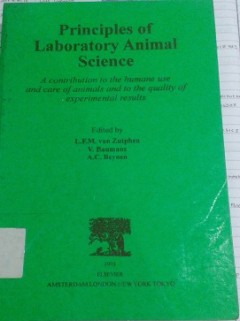 Principles of
Laboratory Animal
Science
A contribution to the humane use
and care of animals and to the quality of
experimental results
Edited by
L.F.M. van Zutphen
V. Baumans
A.C. Beynen
ELSEVIER
AMSTERDAM·LONDON·NEW YORK·TOKYO